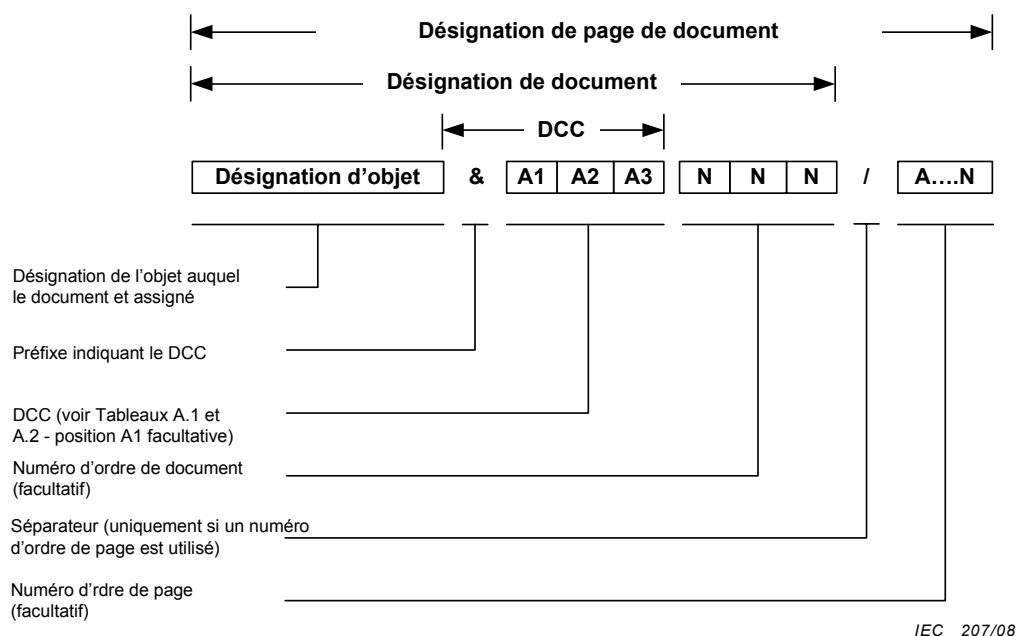 Désignation de page de document
Désignation de document
DCC
Désignation d’objet & A1 A2 A3 N N N / A….N
Désignation de l’objet auquel
le document et assigné
Préfixe indiquant le DCC
DCC (voir Tableaux A.1 et
A.2 - position A1 facultative)
Numéro d’ordre de document
(facultatif)
Séparateur (uniquement si un numéro
d’ordre de page est utilisé)
Numéro d’rdre de page
(facultatif)
IEC 207/08